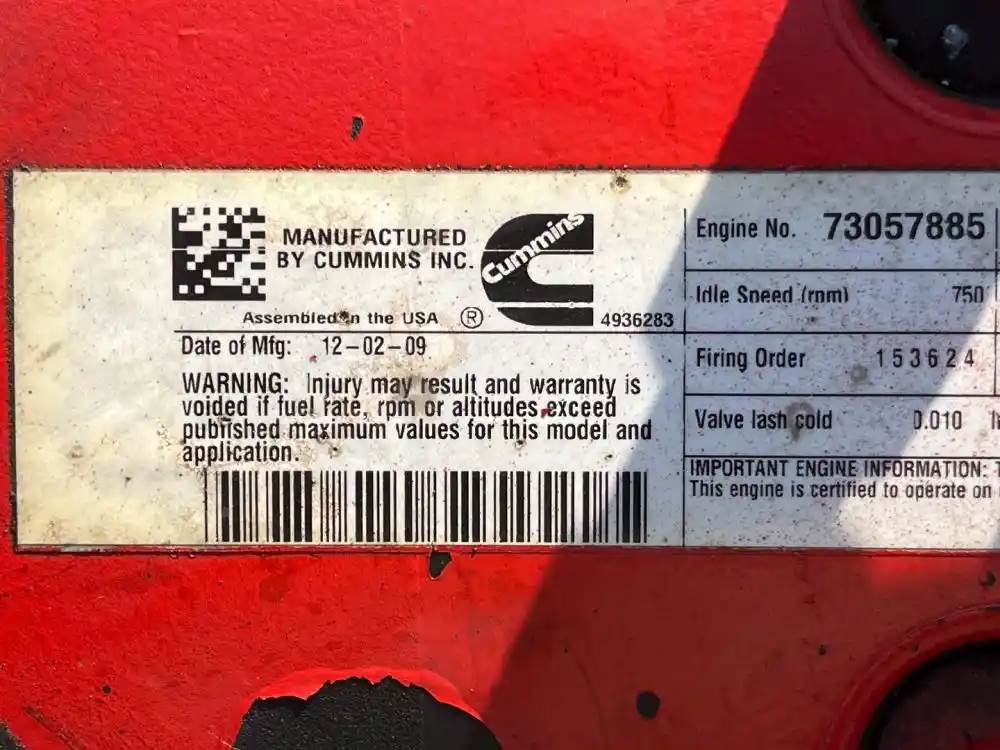 MANUFACTURED
BY CUMMINS INC.
Cummins
Assembled in the USA ®
4936283
Date of Mfg: 12-02-09
WARNING: Injury may result and warranty is
voided if fuel rate, rpm or altitudes exceed
published maximum values for this model and
application.
Engine No. 73057885
Idle Speed (rpm) 750
Firing Order 153624
Valve lash cold 0.010
IMPORTANT ENGINE INFORMATION:
This engine is certified to operate on